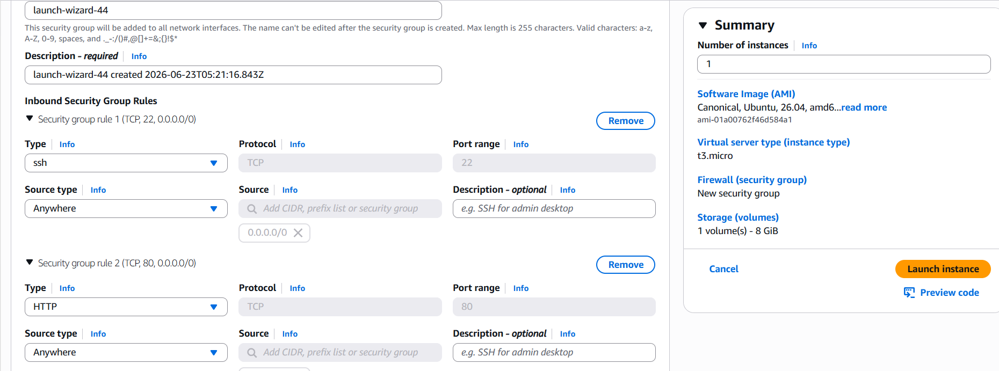 launch-wizard-44
This security group will be added to all network interfaces. The name can't be edited after the security group is created. Max length is 255 characters. Valid characters: a-z,
A-Z, 0-9, spaces, and ._-:/()#,@[]+=&;{}!$*
Description - required Info
launch-wizard-44 created 2026-06-23T05:21:16.843Z
Inbound Security Group Rules
Security group rule 1 (TCP, 22, 0.0.0.0/0)
Remove
Type Info Protocol Info Port range Info
ssh TCP 22
Source type Info Source Info Description - optional Info
Anywhere Add CIDR, prefix list or security group e.g. SSH for admin desktop
0.0.0.0/0
Security group rule 2 (TCP, 80, 0.0.0.0/0)
Remove
Type Info Protocol Info Port range Info
HTTP TCP 80
Source type Info Source Info Description - optional Info
Anywhere Add CIDR, prefix list or security group e.g. SSH for admin desktop
Summary
Number of instances Info
1
Software Image (AMI)
Canonical, Ubuntu, 26.04, amd6...read more
ami-01a00762f46d584a1
Virtual server type (instance type)
t3.micro
Firewall (security group)
New security group
Storage (volumes)
1 volume(s) - 8 GiB
Cancel Launch instance
Preview code